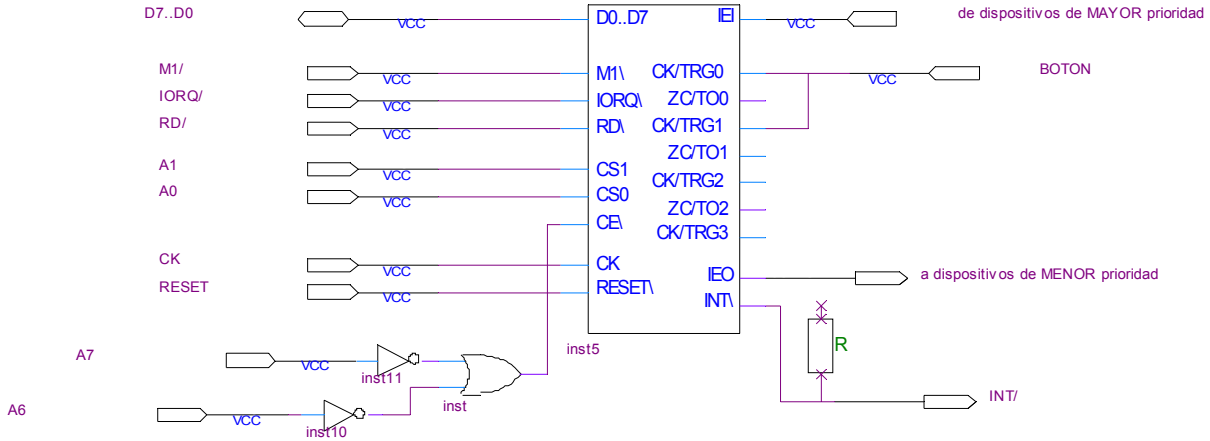 D7..D0
VCC
D0..D7
IEI
VCC
de dispositivos de MAYOR prioridad
M1/
VCC
M1\
CK/TRG0
VCC
BOTON
IORQ/
VCC
IORQ\
ZC/TO0
RD/
VCC
RD\
CK/TRG1
ZC/TO1
A1
VCC
CS1
CK/TRG2
A0
VCC
CS0
ZC/TO2
CE\
CK/TRG3
CK
VCC
CK
IEO
a dispositivos de MENOR prioridad
RESET
VCC
RESET\
INT\
R
inst5
A7
VCC
inst11
inst
INT/
A6
VCC
inst10